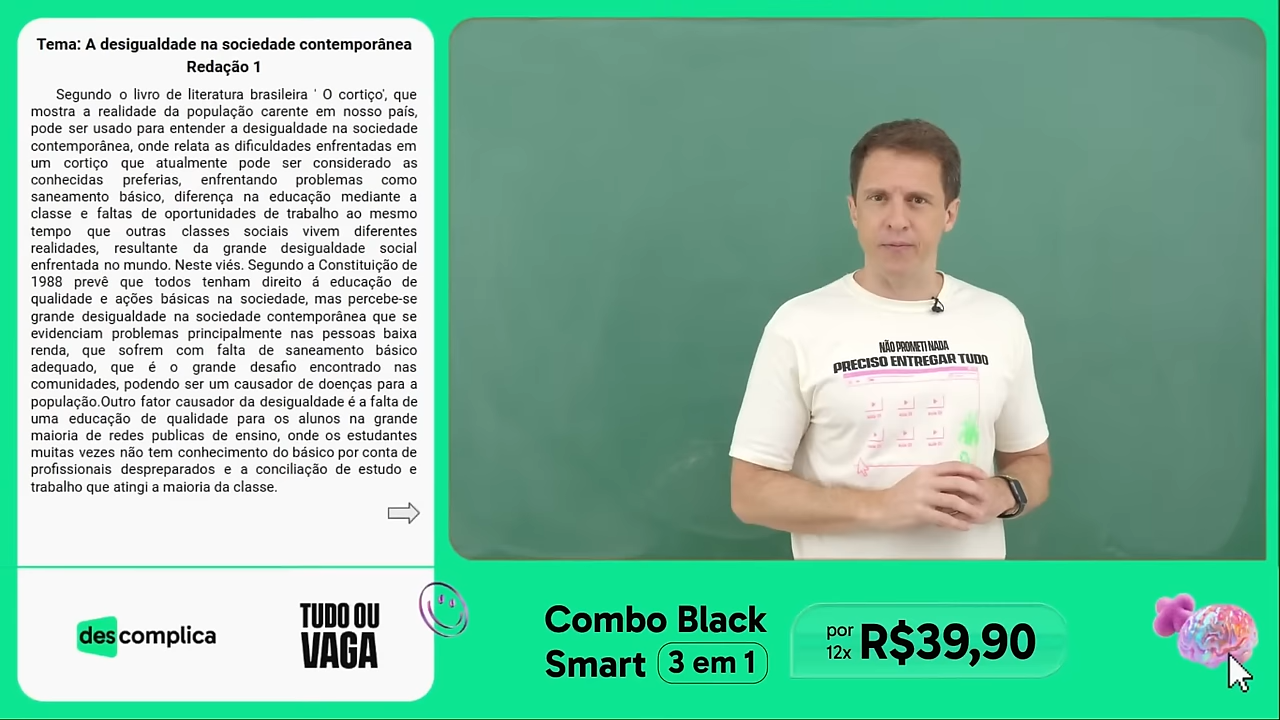 Tema: A desigualdade na sociedade contemporânea
Redação 1
Segundo o livro de literatura brasileira ' O cortiço', que
mostra a realidade da população carente em nosso país,
pode ser usado para entender a desigualdade na sociedade
contemporânea, onde relata as dificuldades enfrentadas em
um cortiço que atualmente pode ser considerado as
conhecidas preferias, enfrentando problemas como
saneamento básico, diferença na educação mediante a
classe e faltas de oportunidades de trabalho ao mesmo
tempo que outras classes sociais vivem diferentes
realidades, resultante da grande desigualdade social
enfrentada no mundo. Neste viés. Segundo a Constituição de
1988 prevê que todos tenham direito á educação de
qualidade e ações básicas na sociedade, mas percebe-se
grande desigualdade na sociedade contemporânea que se
evidenciam problemas principalmente nas pessoas baixa
renda, que sofrem com falta de saneamento básico
adequado, que é o grande desafio encontrado nas
comunidades, podendo ser um causador de doenças para a
população.Outro fator causador da desigualdade é a falta de
uma educação de qualidade para os alunos na grande
maioria de redes publicas de ensino, onde os estudantes
muitas vezes não tem conhecimento do básico por conta de
profissionais despreparados e a conciliação de estudo e
trabalho que atingi a maioria da classe.
NÃO PROMETI NADA
PRECISO ENTREGAR TUDO
descomplica
TUDO OU
VAGA
Combo Black
Smart 3 em 1
por
12x R$39,90